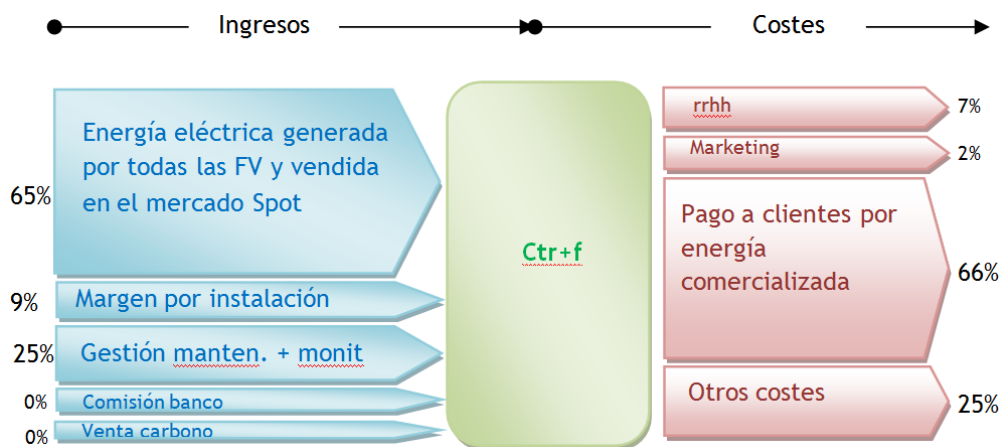 Ingresos
Costes
65%
Energía eléctrica generada
por todas las FV y vendida
en el mercado Spot
9%
Margen por instalación
25%
Gestión manten. + monit
0%
Comisión banco
0%
Venta carbono
Ctr+f
rrhh
7%
Marketing
2%
Pago a clientes por
energía
comercializada
66%
Otros costes
25%